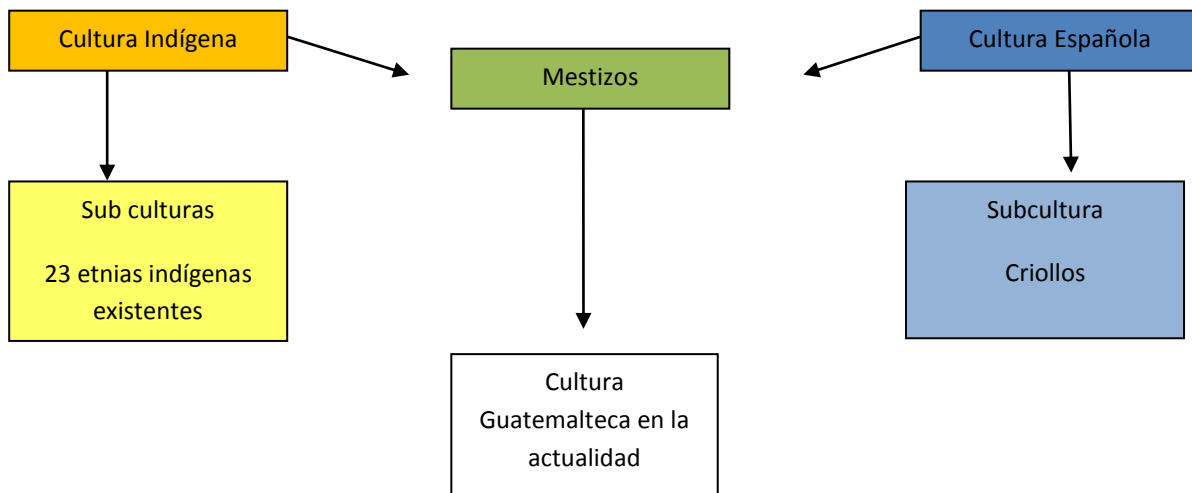 Cultura Indígena
Mestizos
Cultura Española
Sub culturas
23 etnias indígenas
existentes
Subcultura
Criollos
Cultura
Guatemalteca en la
actualidad